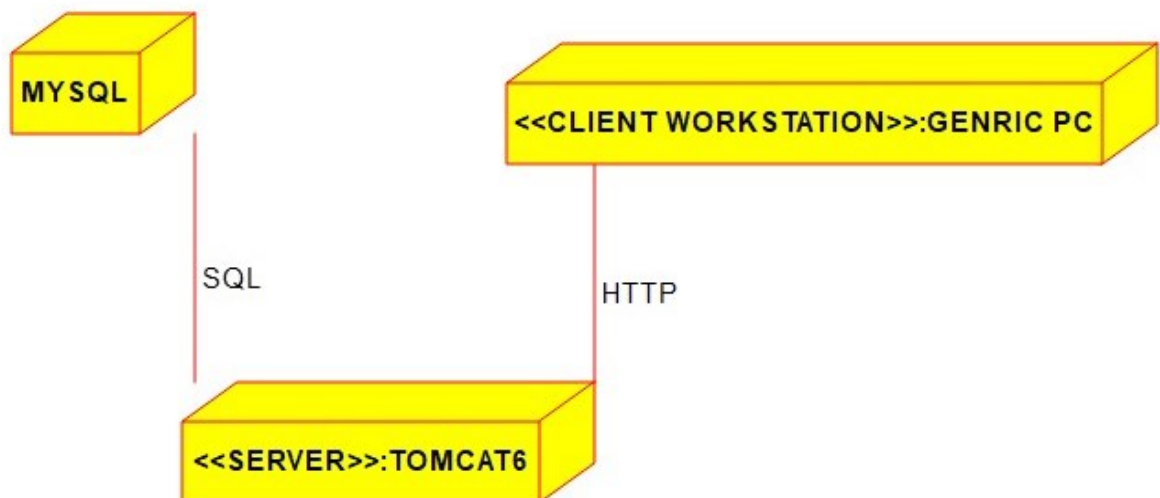 MYSQL
<<CLIENT WORKSTATION>>:GENRIC PC
SQL
HTTP
<<SERVER>>:TOMCAT6